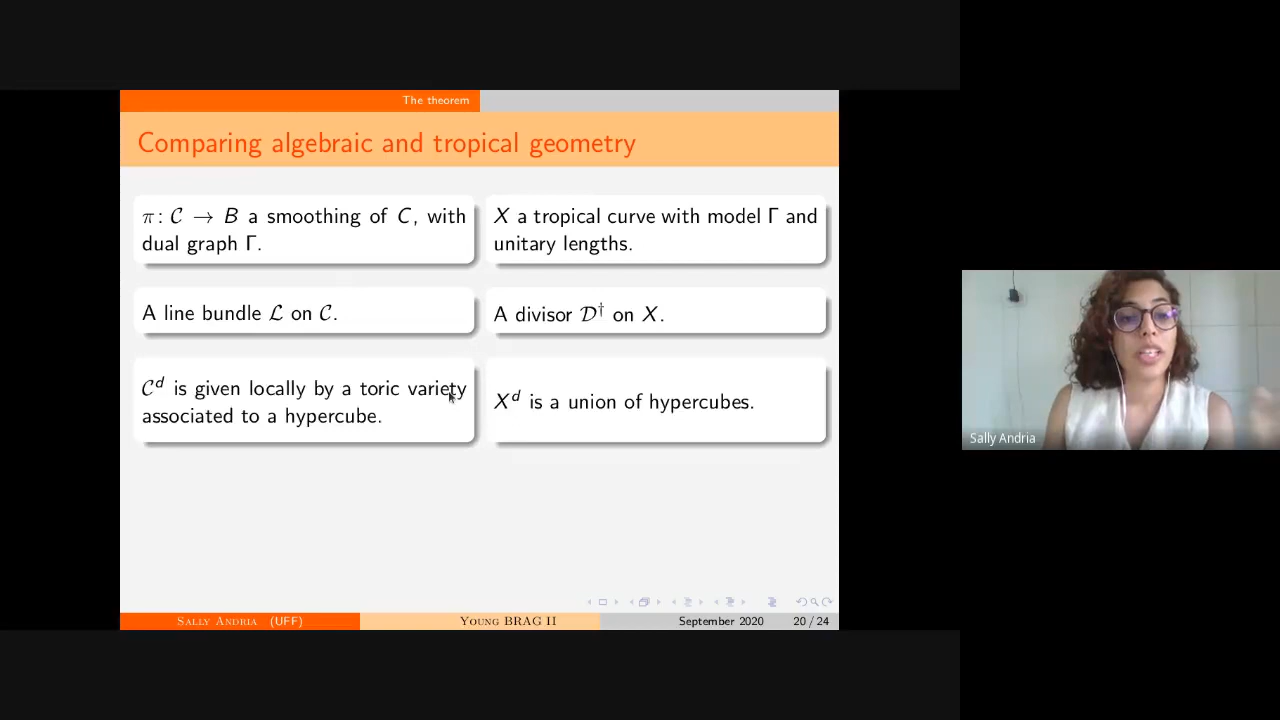 The theorem
Comparing algebraic and tropical geometry
π: 𝒞 → B a smoothing of C, with
dual graph Γ.
X a tropical curve with model Γ and
unitary lengths.
A line bundle ℒ on 𝒞.
A divisor 𝒟† on X.
𝒞^d is given locally by a toric variety
associated to a hypercube.
X^d is a union of hypercubes.
Sally Andria
Sally Andria (UFF)
Young BRAG II
September 2020
20 / 24